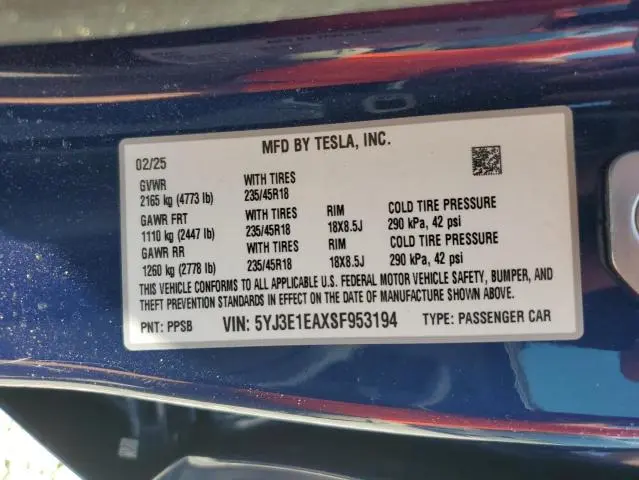 MFD BY TESLA, INC.
02/25
GVWR WITH TIRES
2165 kg (4773 lb) 235/45R18
GAWR FRT WITH TIRES RIM COLD TIRE PRESSURE
1110 kg (2447 lb) 235/45R18 18X8.5J 290 kPa, 42 psi
GAWR RR WITH TIRES RIM COLD TIRE PRESSURE
1260 kg (2778 lb) 235/45R18 18X8.5J 290 kPa, 42 psi
THIS VEHICLE CONFORMS TO ALL APPLICABLE U.S. FEDERAL MOTOR VEHICLE SAFETY, BUMPER, AND
THEFT PREVENTION STANDARDS IN EFFECT ON THE DATE OF MANUFACTURE SHOWN ABOVE.
PNT: PPSB VIN: 5YJ3E1EAXSF953194 TYPE: PASSENGER CAR